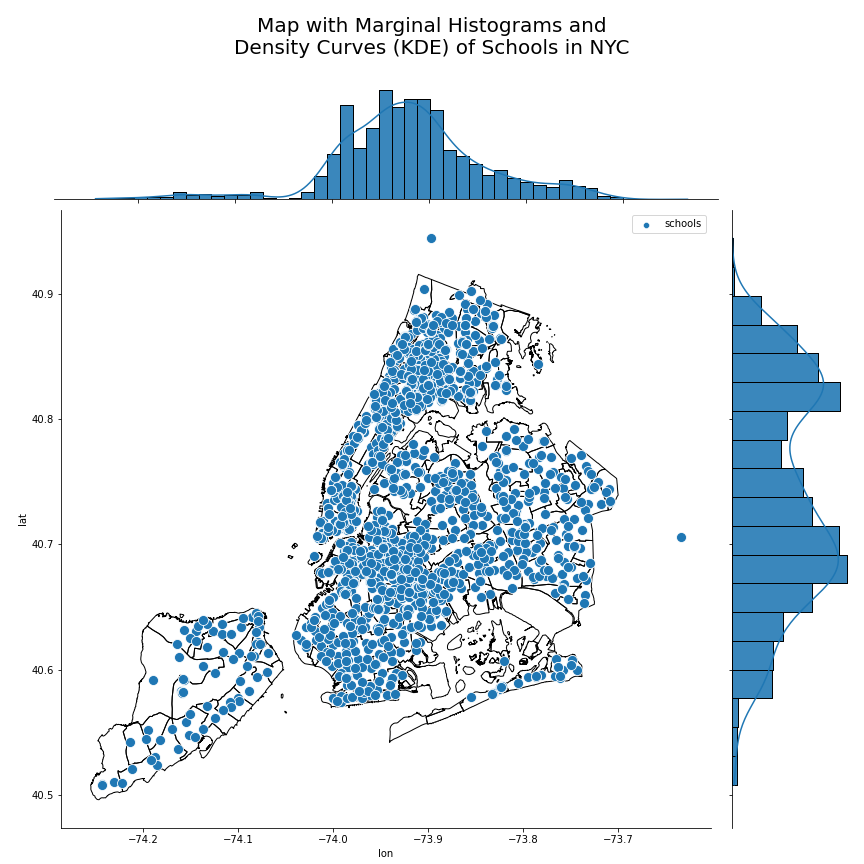 Map with Marginal Histograms and
Density Curves (KDE) of Schools in NYC
schools
40.9
40.8
lat
40.7
40.6
40.5
−74.2 −74.1 −74.0 −73.9 −73.8 −73.7
lon